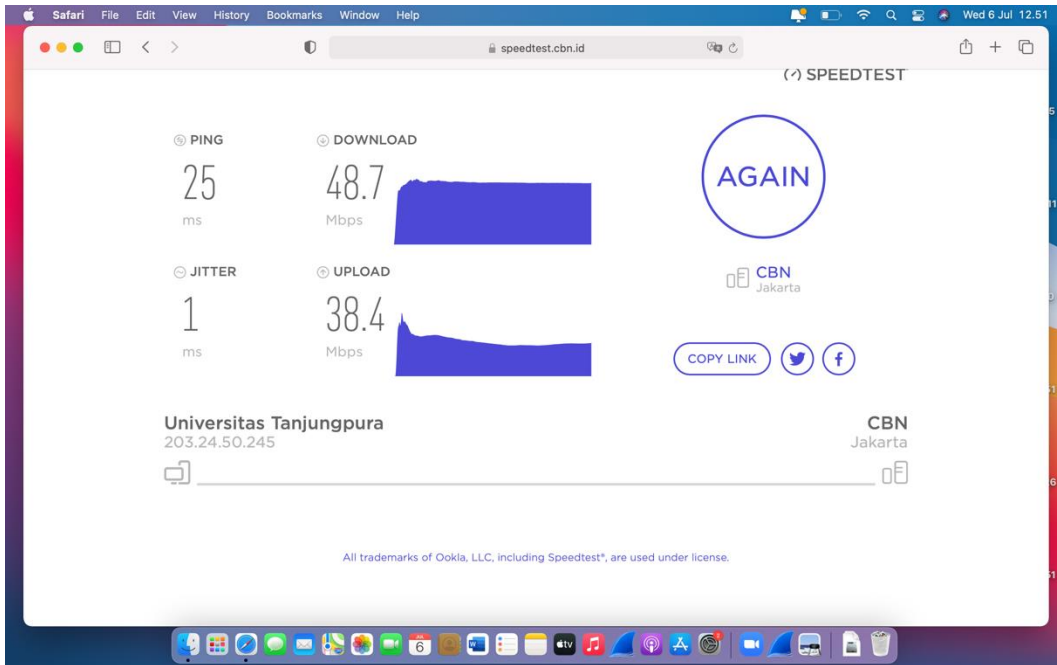 Safari File Edit View History Bookmarks Window Help Wed 6 Jul 12.51
speedtest.cbn.id
SPEEDTEST
PING
25
ms
DOWNLOAD
48.7
Mbps
AGAIN
JITTER
1
ms
UPLOAD
38.4
Mbps
CBN
Jakarta
COPY LINK
Universitas Tanjungpura
203.24.50.245
CBN
Jakarta
All trademarks of Ookla, LLC, including Speedtest®, are used under license.